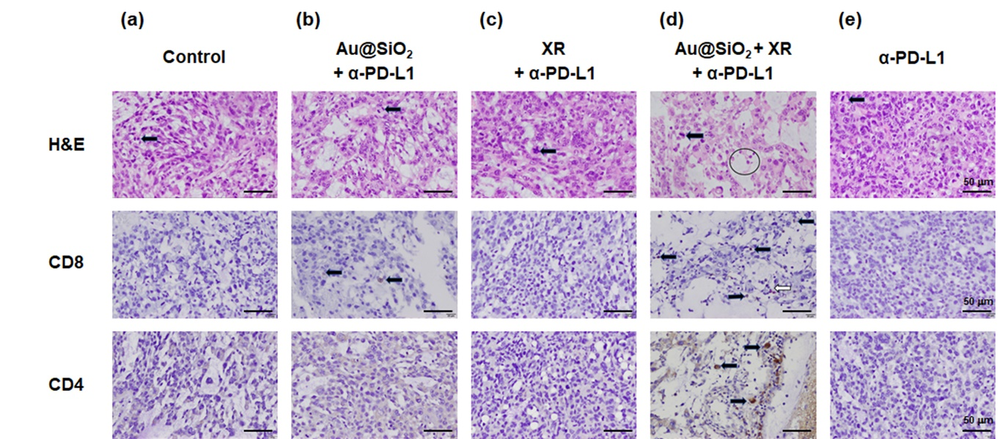 (a)
(b)
(c)
(d)
(e)
Control
Au@SiO₂
+ α-PD-L1
XR
+ α-PD-L1
Au@SiO₂ + XR
+ α-PD-L1
α-PD-L1
H&E
50 μm
CD8
50 μm
CD4
50 μm